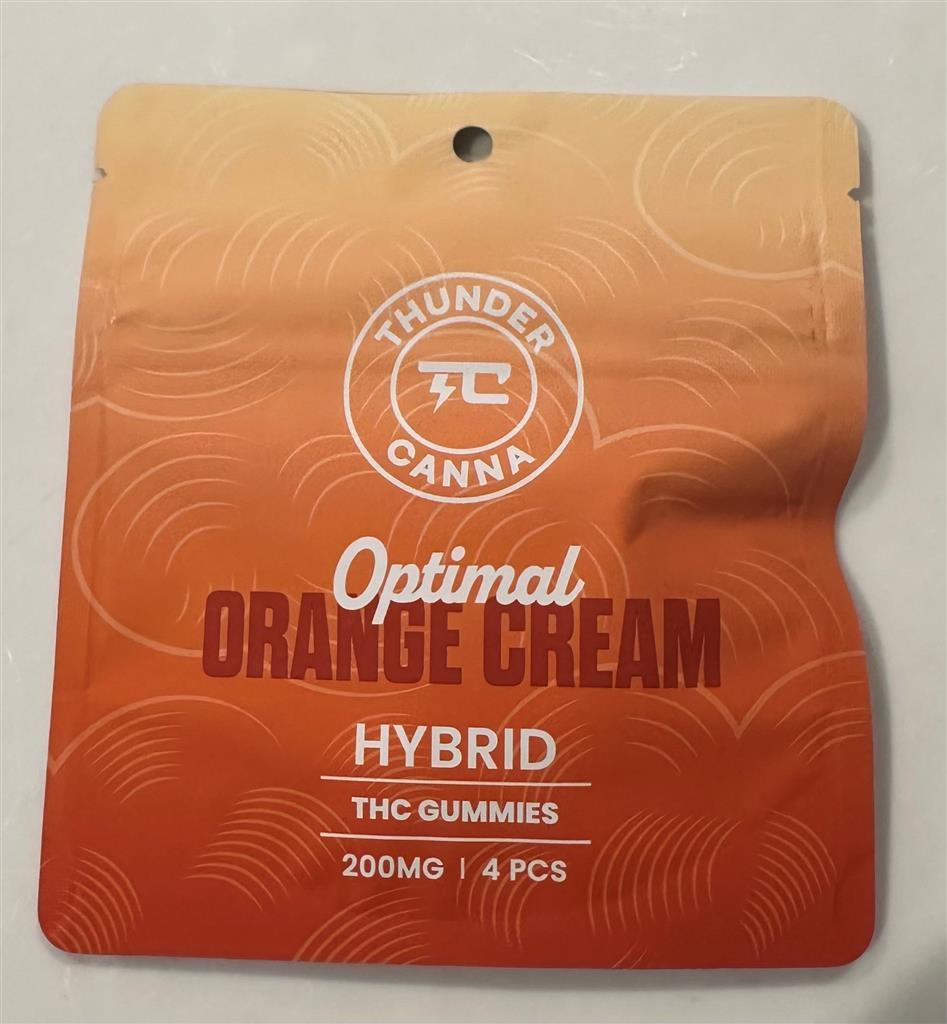 THUNDER
TC
CANNA
Optimal
ORANGE CREAM
HYBRID
THC GUMMIES
200MG | 4 PCS